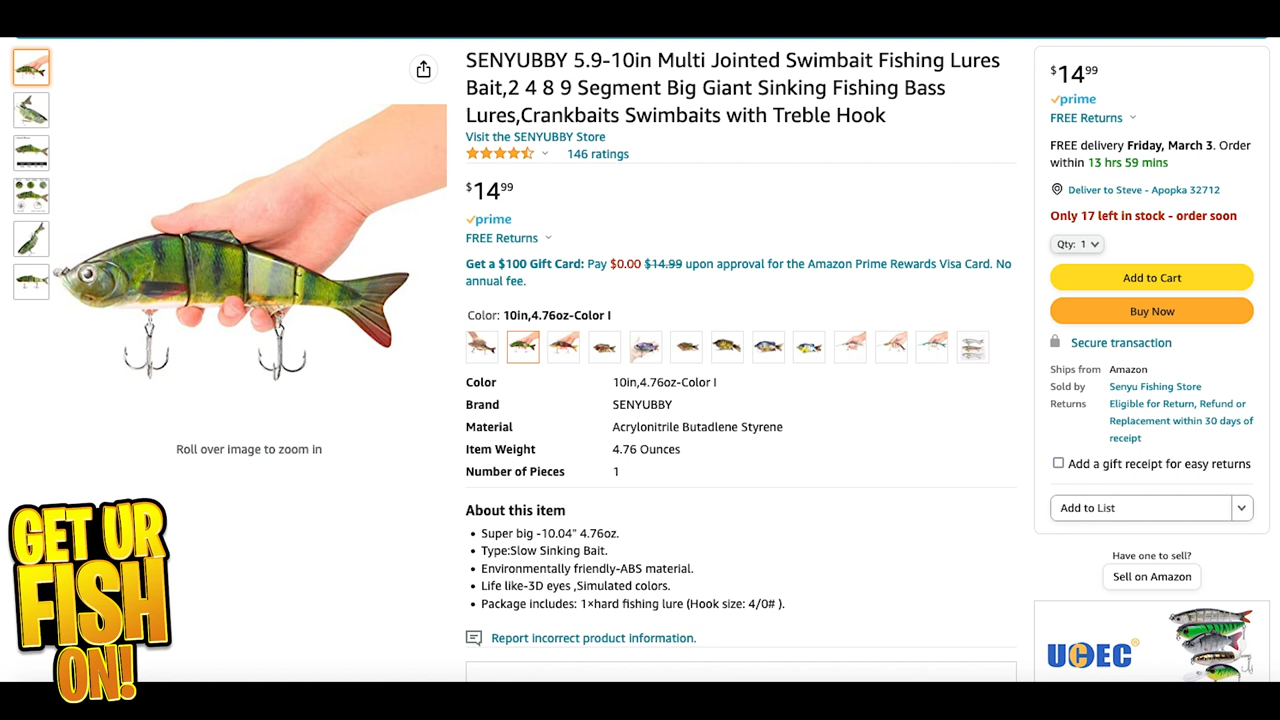 SENYUBBY 5.9-10in Multi Jointed Swimbait Fishing Lures
Bait,2 4 8 9 Segment Big Giant Sinking Fishing Bass
Lures,Crankbaits Swimbaits with Treble Hook
Visit the SENYUBBY Store
146 ratings
$14 99
prime
FREE Returns
Get a $100 Gift Card: Pay $0.00 $14.99 upon approval for the Amazon Prime Rewards Visa Card. No
annual fee.
Color: 10in,4.76oz-Color I
Color 10in,4.76oz-Color I
Brand SENYUBBY
Material Acrylonitrile Butadlene Styrene
Item Weight 4.76 Ounces
Number of Pieces 1
About this item
• Super big -10.04" 4.76oz.
• Type:Slow Sinking Bait.
• Environmentally friendly-ABS material.
• Life like-3D eyes ,Simulated colors.
• Package includes: 1×hard fishing lure (Hook size: 4/0# ).
Report incorrect product information.
Roll over image to zoom in
GET UR
FISH
ON!
$14 99
prime
FREE Returns
FREE delivery Friday, March 3. Order
within 13 hrs 59 mins
Deliver to Steve - Apopka 32712
Only 17 left in stock - order soon
Qty: 1
Add to Cart
Buy Now
Secure transaction
Ships from Amazon
Sold by Senyu Fishing Store
Returns Eligible for Return, Refund or
Replacement within 30 days of
receipt
Add a gift receipt for easy returns
Add to List
Have one to sell?
Sell on Amazon
UCEC